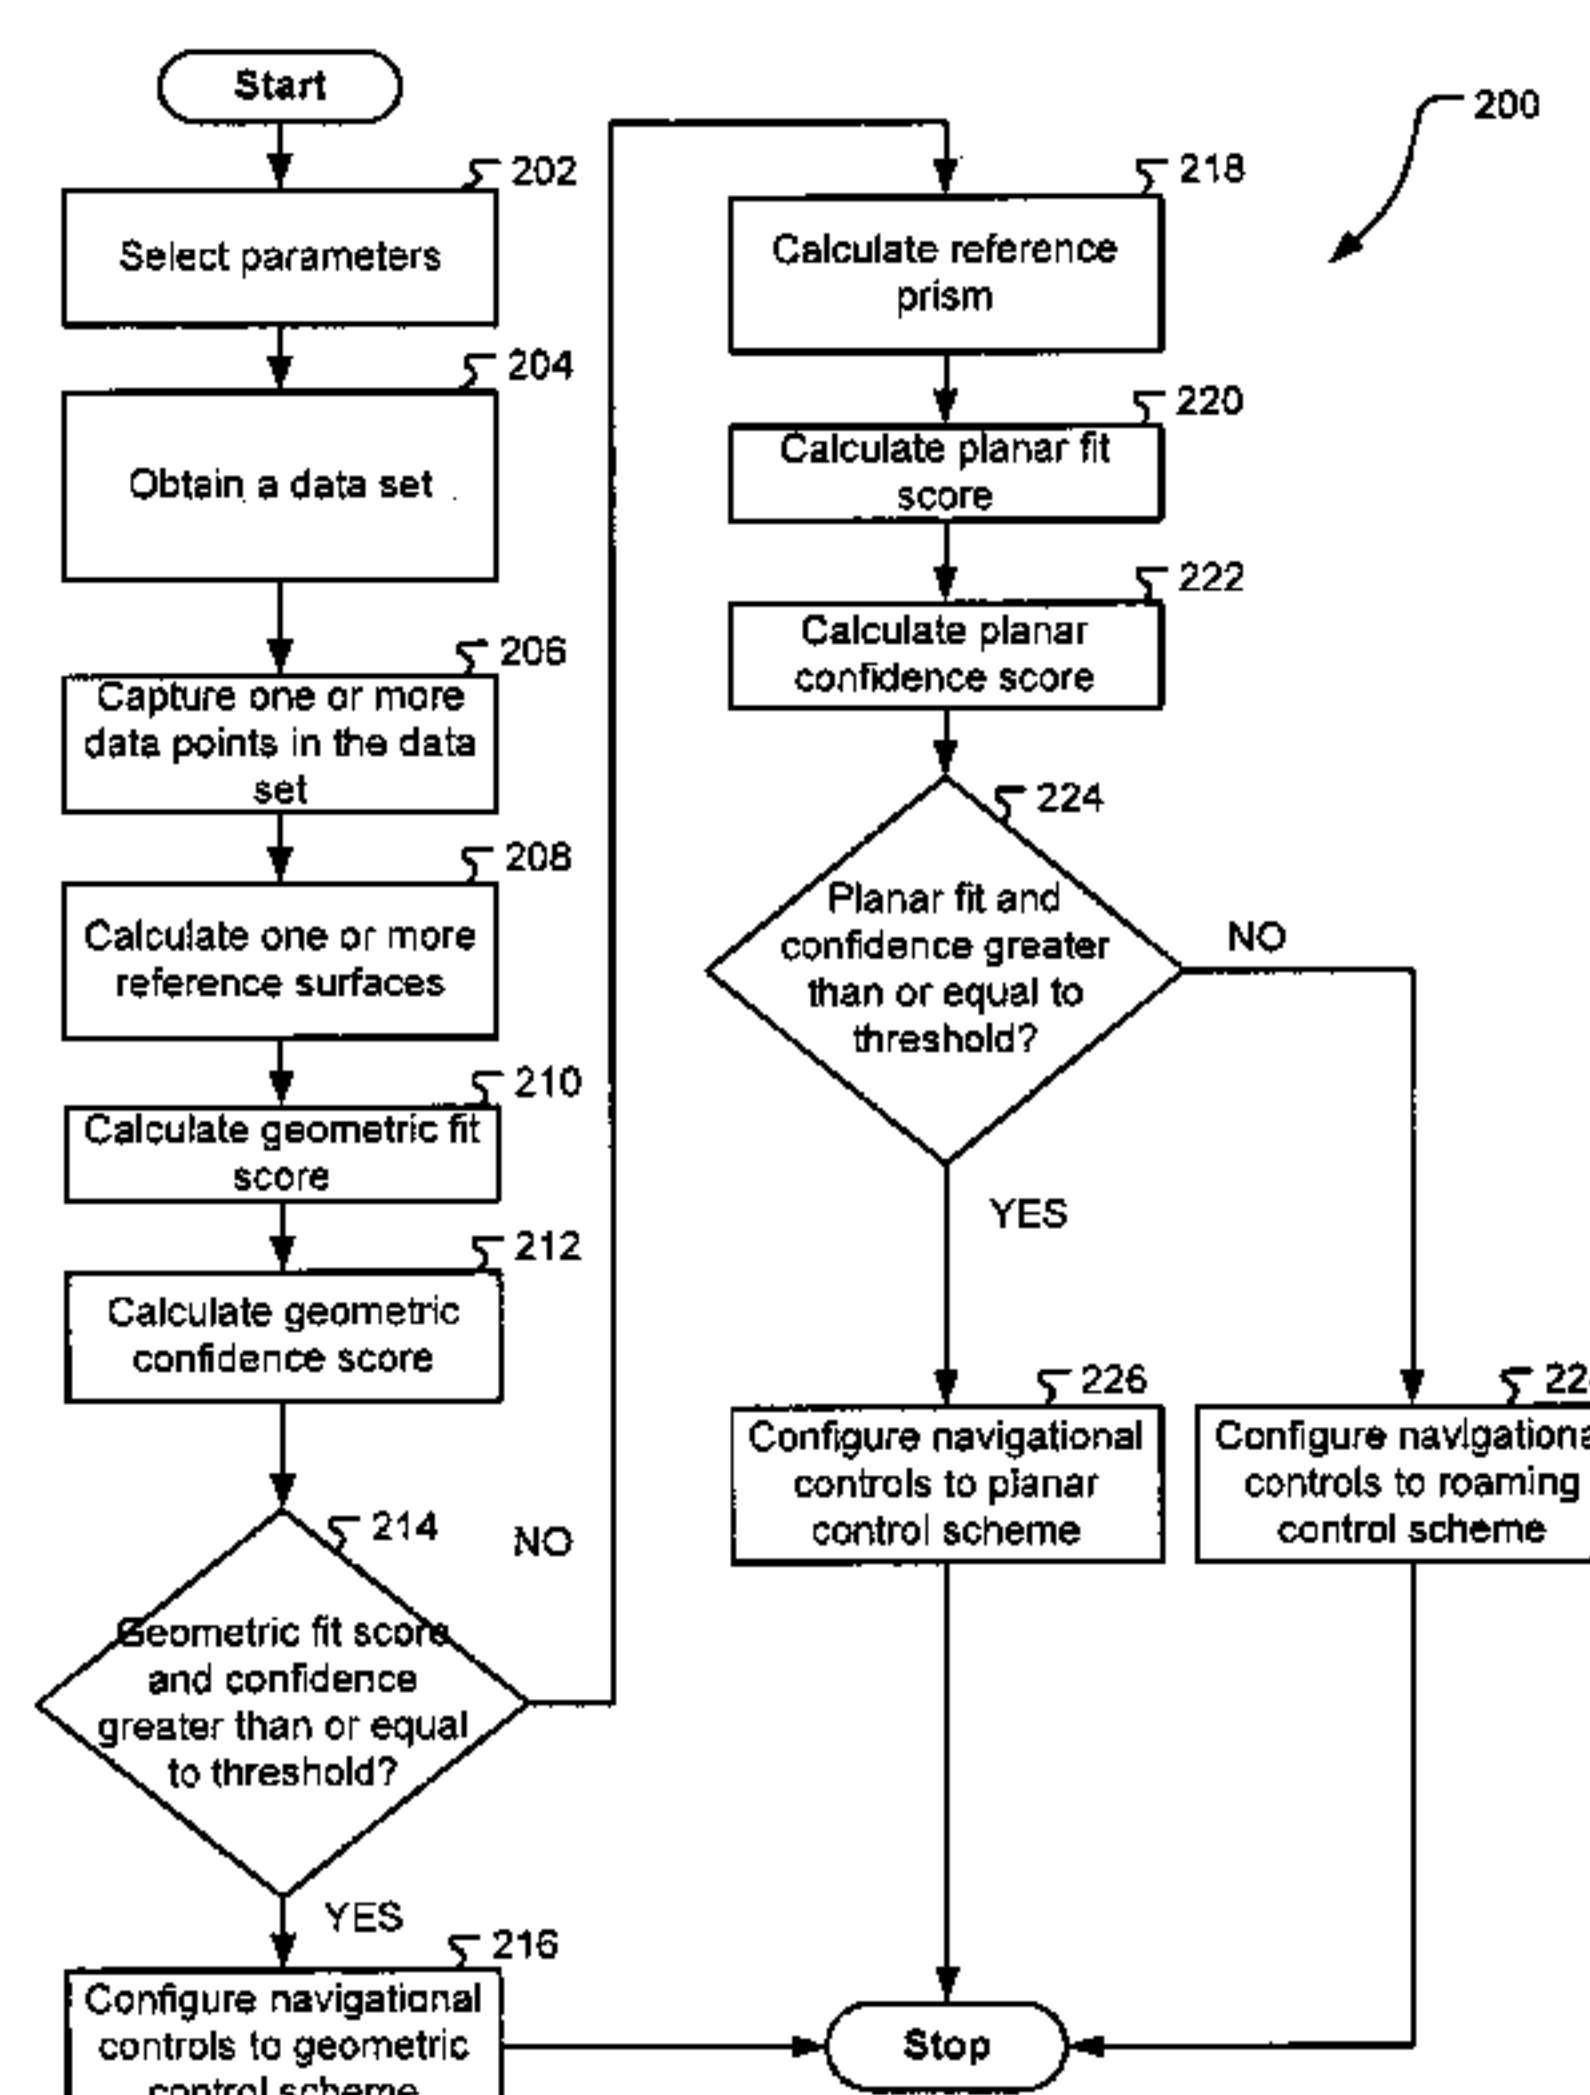 Start
202
Select parameters
204
Obtain a data set
206
Capture one or more
data points in the data
set
208
Calculate one or more
reference surfaces
210
Calculate geometric fit
score
212
Calculate geometric
confidence score
214
NO
Geometric fit score
and confidence
greater than or equal
to threshold?
YES
216
Configure navigational
controls to geometric
control scheme
200
218
Calculate reference
prism
220
Calculate planar fit
score
222
Calculate planar
confidence score
224
Planar fit and
confidence greater
than or equal to
threshold?
NO
YES
226
Configure navigational
controls to planar
control scheme
Configure
controls to roaming
control scheme
Stop